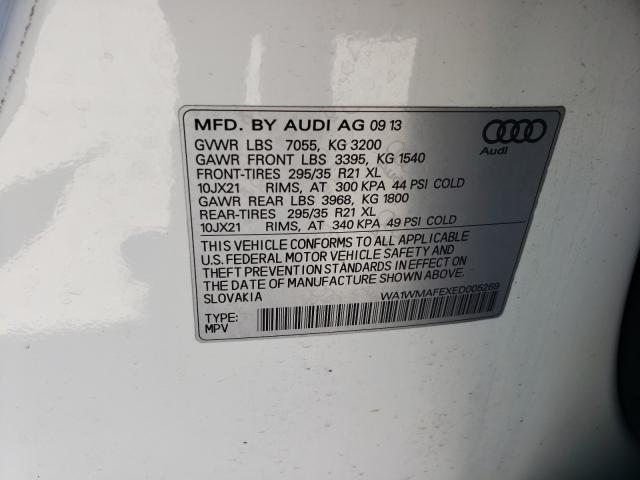 MFD. BY AUDI AG 09 13
GVWR LBS 7055, KG 3200
GAWR FRONT LBS 3395, KG 1540
FRONT-TIRES 295/35 R21 XL
10JX21 RIMS, AT 300 KPA 44 PSI COLD
GAWR REAR LBS 3968, KG 1800
REAR-TIRES 295/35 R21 XL
10JX21 RIMS, AT 340 KPA 49 PSI COLD
THIS VEHICLE CONFORMS TO ALL APPLICABLE
U.S. FEDERAL MOTOR VEHICLE SAFETY AND
THEFT PREVENTION STANDARDS IN EFFECT ON
THE DATE OF MANUFACTURE SHOWN ABOVE.
SLOVAKIA
WA1WMAFEXED005269
TYPE:
MPV
Audi